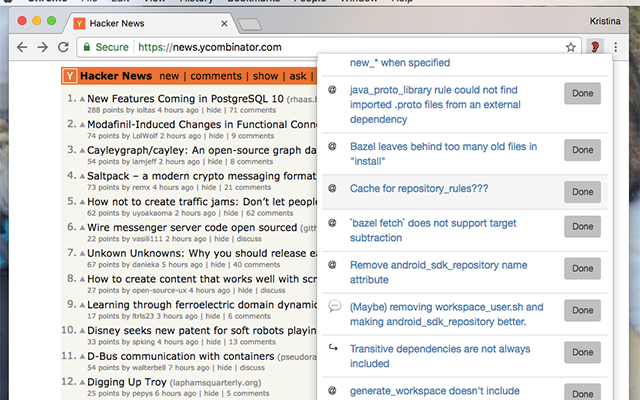 Hacker News
Kristina
Secure
https://news.ycombinator.com
Y Hacker News new | comments | show | ask |
1. New Features Coming in PostgreSQL 10 (rhaas.b
288 points by ioltas 4 hours ago | hide | 71 comments
2. Modafinil-Induced Changes in Functional Conne
74 points by LolWolf 2 hours ago | hide | 9 comments
3. Cayleygraph/cayley: An open-source graph da
54 points by iamjeff 2 hours ago | hide | 8 comments
4. Saltpack – a modern crypto messaging format
73 points by remx 4 hours ago | hide | 21 comments
5. How not to create traffic jams: Don't let people
62 points by uyoakaoma 2 hours ago | hide | 62 comments
6. Wire messenger server code open sourced (gith
22 points by vasili111 2 hours ago | hide | discuss
7. Unkown Unknowns: Why you should release ea
67 points by danieka 5 hours ago | hide | 40 comments
8. How to create content that works well with scr
27 points by open-source-ux 4 hours ago | hide | discuss
9. Learning through ferroelectric domain dynamic
17 points by ltrls23 3 hours ago | hide | 6 comments
10. Disney seeks new patent for soft robots playin
33 points by spking 4 hours ago | hide | 13 comments
11. D-Bus communication with containers (pseudora
54 points by walterbell 7 hours ago | hide | discuss
12. Digging Up Troy (laphamsquarterly.org)
25 points by pepys 6 hours ago | hide | 5 comments
new_* when specified
@ java_proto_library rule could not find
imported .proto files from an external
dependency
Done
@ Bazel leaves behind too many old files in
"install"
Done
@ Cache for repository_rules???
Done
@ `bazel fetch` does not support target
subtraction
Done
@ Remove android_sdk_repository name
attribute
Done
(Maybe) removing workspace_user.sh and
making android_sdk_repository better.
Done
Transitive dependencies are not always
included
Done
@ generate_workspace doesn't include
Done